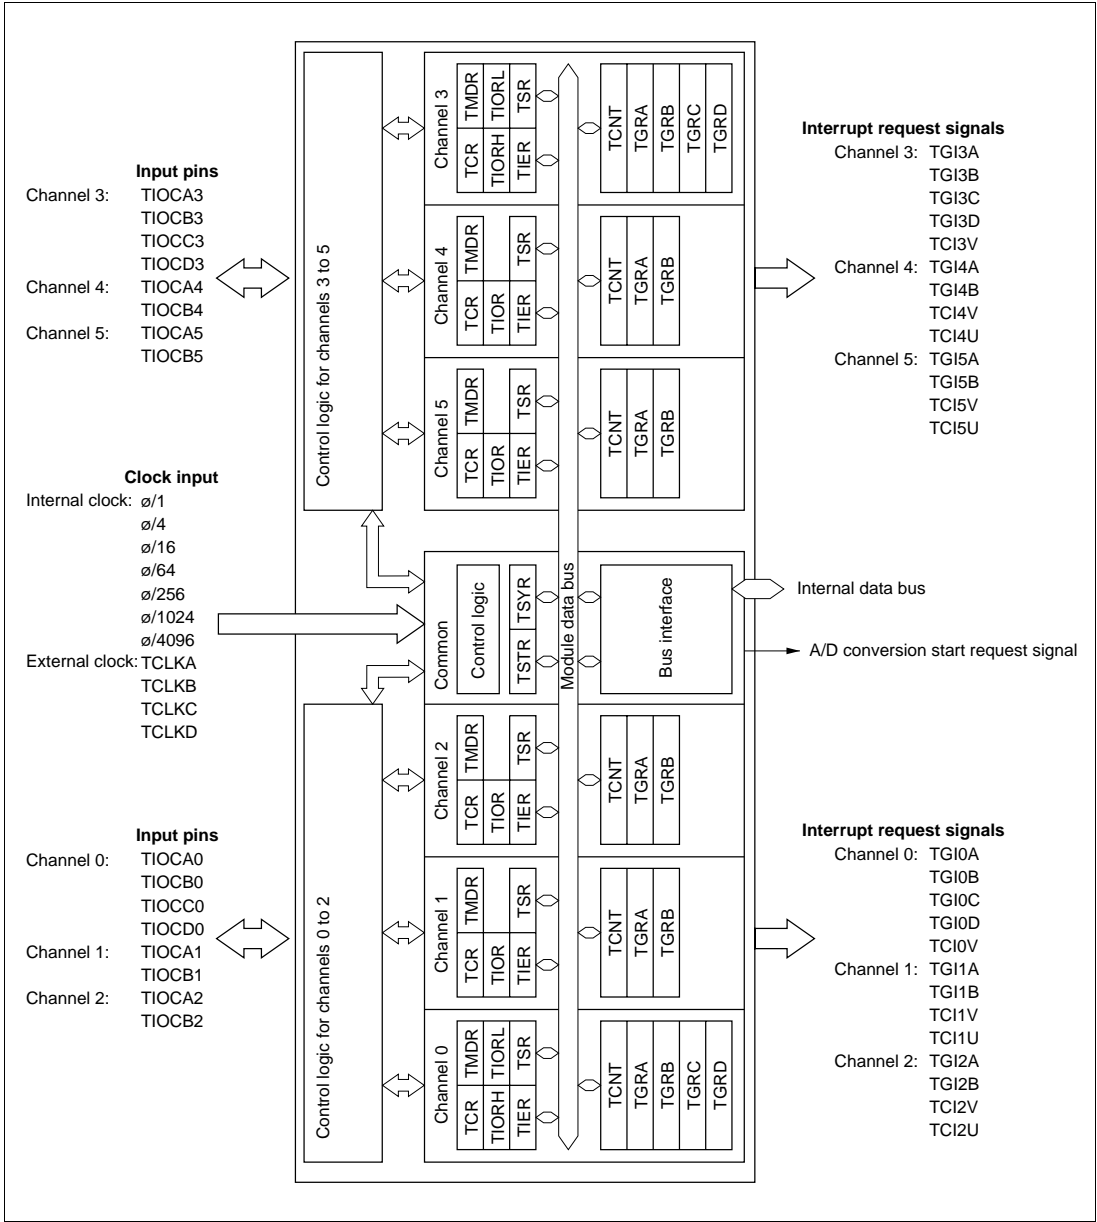 Input pins
Channel 3: TIOCA3
TIOCB3
TIOCC3
TIOCD3
Channel 4: TIOCA4
TIOCB4
Channel 5: TIOCA5
TIOCB5
Clock input
Internal clock: ø/1
ø/4
ø/16
ø/64
ø/256
ø/1024
ø/4096
External clock: TCLKA
TCLKB
TCLKC
TCLKD
Input pins
Channel 0: TIOCA0
TIOCB0
TIOCC0
TIOCD0
Channel 1: TIOCA1
TIOCB1
Channel 2: TIOCA2
TIOCB2
Control logic for channels 3 to 5
Control logic for channels 0 to 2
Channel 3
TMDR
TIORL
TSR
TCR
TIORH
TIER
TCNT
TGRA
TGRB
TGRC
TGRD
Channel 4
TMDR
TSR
TCR
TIOR
TIER
TCNT
TGRA
TGRB
Channel 5
TMDR
TSR
TCR
TIOR
TIER
TCNT
TGRA
TGRB
Common
Control logic
TSYR
TSTR
Module data bus
Bus interface
Channel 2
TMDR
TSR
TCR
TIOR
TIER
TCNT
TGRA
TGRB
Channel 1
TMDR
TSR
TCR
TIOR
TIER
TCNT
TGRA
TGRB
Channel 0
TMDR
TIORL
TSR
TCR
TIORH
TIER
TCNT
TGRA
TGRB
TGRC
TGRD
Interrupt request signals
Channel 3: TGI3A
TGI3B
TGI3C
TGI3D
TCI3V
Channel 4: TGI4A
TGI4B
TCI4V
TCI4U
Channel 5: TGI5A
TGI5B
TCI5V
TCI5U
Internal data bus
A/D conversion start request signal
Interrupt request signals
Channel 0: TGI0A
TGI0B
TGI0C
TGI0D
TCI0V
Channel 1: TGI1A
TGI1B
TCI1V
TCI1U
Channel 2: TGI2A
TGI2B
TCI2V
TCI2U